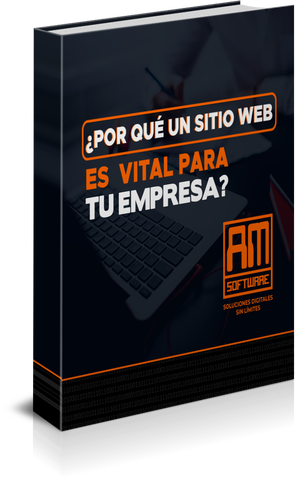 ¿POR QUÉ UN SITIO WEB
ES VITAL PARA
TU EMPRESA?
AM
SOFTWARE
SOLUCIONES DIGITALES
SIN LÍMITES